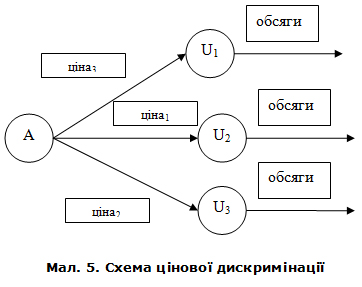 обсяги
ціна3
U1
ціна1
обсяги
A
U2
обсяги
ціна2
U3
Мал. 5. Схема цінової дискримінації